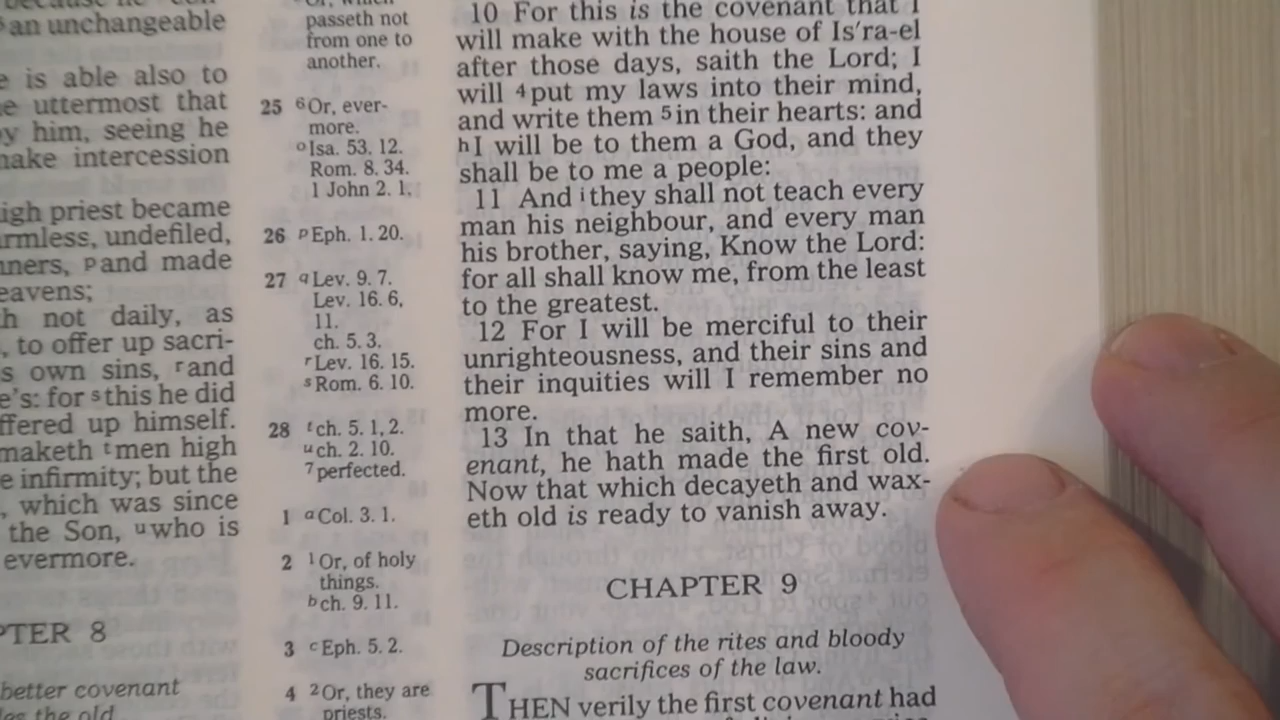 an unchangeable
e is able also to
e uttermost that
y him, seeing he
make intercession
igh priest became
rmless, undefiled,
ners, p and made
eavens;
h not daily, as
, to offer up sacri-
s own sins, r and
e's: for s this he did
ffered up himself.
maketh t men high
e infirmity; but the
, which was since
the Son, u who is
evermore.
PTER 8
better covenant
es the old
passeth not
from one to
another.
25 6 Or, ever-
more.
o Isa. 53. 12.
Rom. 8. 34.
1 John 2. 1.
26 p Eph. 1. 20.
27 q Lev. 9. 7.
Lev. 16. 6,
11.
ch. 5. 3.
r Lev. 16. 15.
s Rom. 6. 10.
28 t ch. 5. 1, 2.
u ch. 2. 10.
7 perfected.
1 a Col. 3. 1.
2 1 Or, of holy
things.
b ch. 9. 11.
3 c Eph. 5. 2.
4 2 Or, they are
priests.
10 For this is the covenant that I
will make with the house of Is'ra-el
after those days, saith the Lord; I
will 4 put my laws into their mind,
and write them 5 in their hearts: and
h I will be to them a God, and they
shall be to me a people:
11 And i they shall not teach every
man his neighbour, and every man
his brother, saying, Know the Lord:
for all shall know me, from the least
to the greatest.
12 For I will be merciful to their
unrighteousness, and their sins and
their inquities will I remember no
more.
13 In that he saith, A new cov-
enant, he hath made the first old.
Now that which decayeth and wax-
eth old is ready to vanish away.
CHAPTER 9
Description of the rites and bloody
sacrifices of the law.
THEN verily the first covenant had